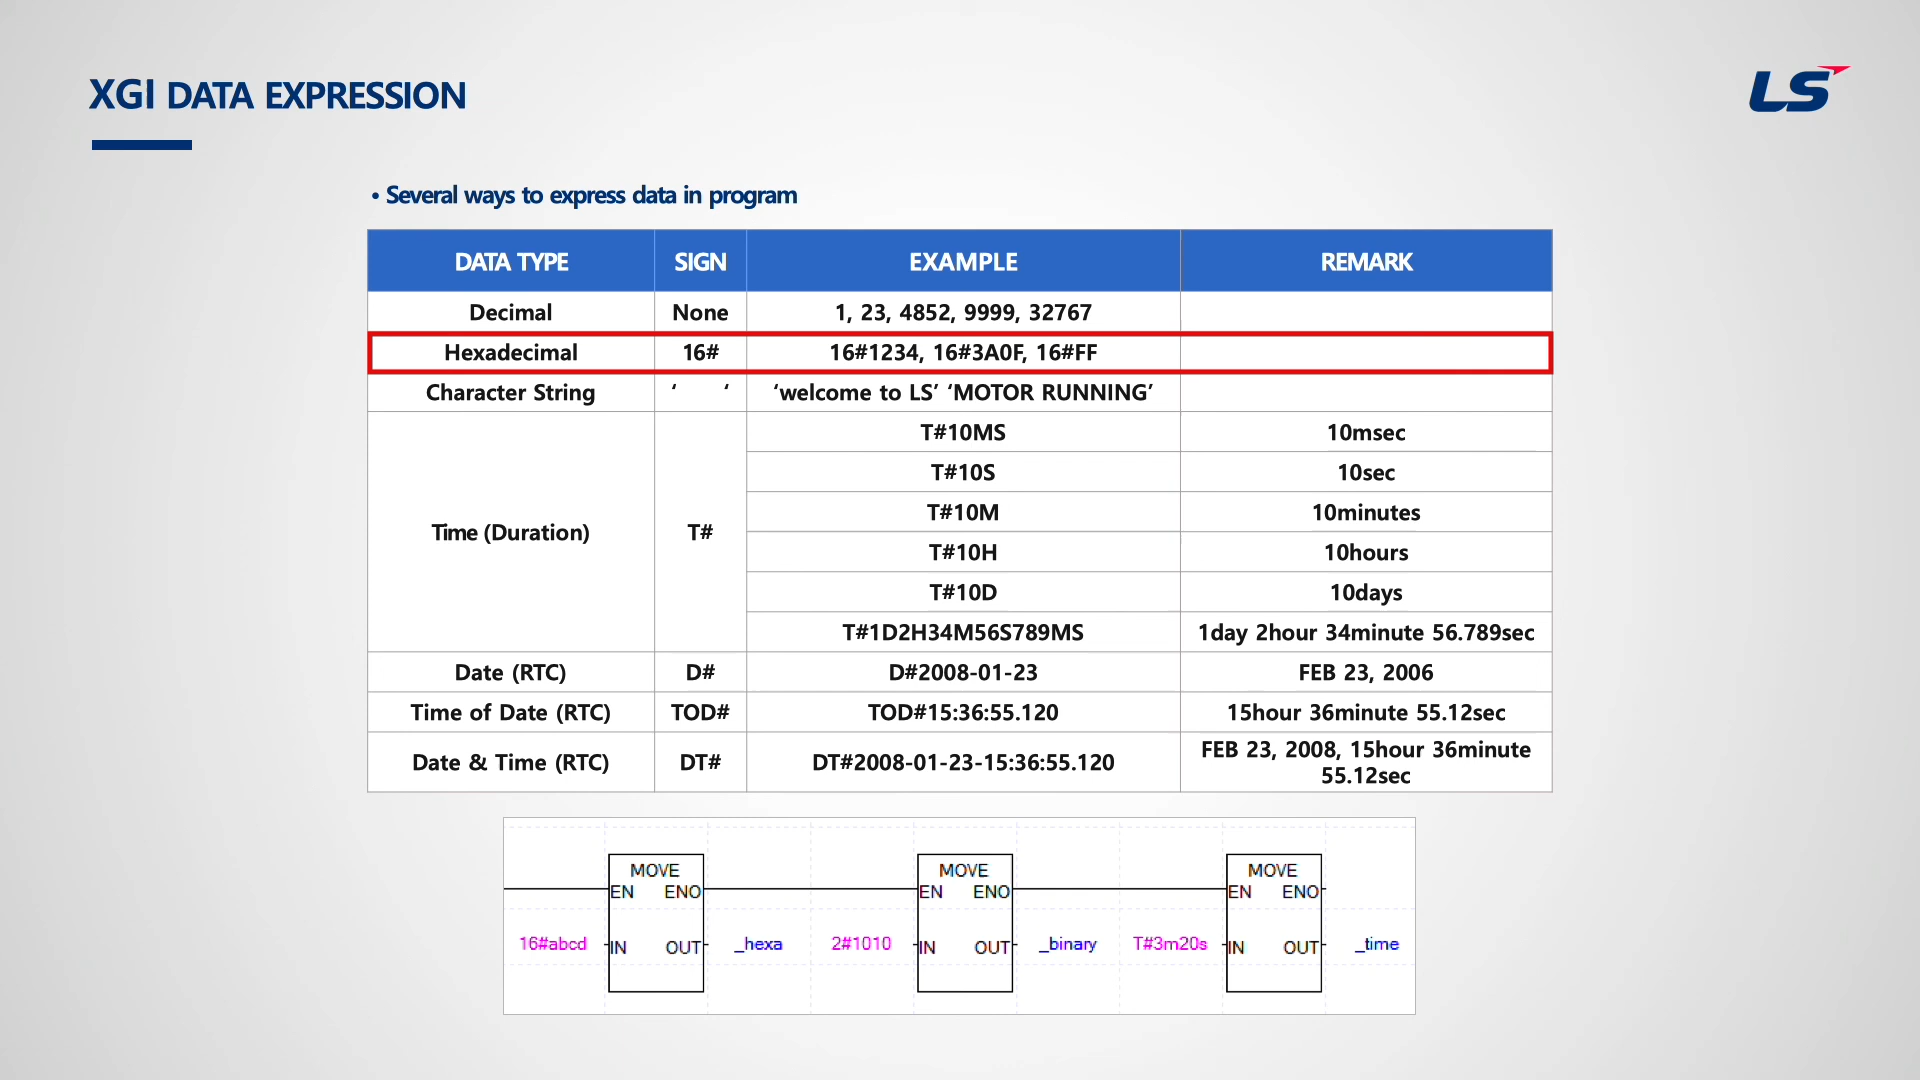 XGI DATA EXPRESSION
LS
• Several ways to express data in program
DATA TYPE SIGN EXAMPLE REMARK
Decimal None 1, 23, 4852, 9999, 32767
Hexadecimal 16# 16#1234, 16#3A0F, 16#FF
Character String ‘ ‘ ‘welcome to LS’ ‘MOTOR RUNNING’
Time (Duration) T# T#10MS 10msec
T#10S 10sec
T#10M 10minutes
T#10H 10hours
T#10D 10days
T#1D2H34M56S789MS 1day 2hour 34minute 56.789sec
Date (RTC) D# D#2008-01-23 FEB 23, 2006
Time of Date (RTC) TOD# TOD#15:36:55.120 15hour 36minute 55.12sec
Date & Time (RTC) DT# DT#2008-01-23-15:36:55.120 FEB 23, 2008, 15hour 36minute
55.12sec
MOVE MOVE MOVE
EN ENO EN ENO EN ENO
16#abcd IN OUT _hexa 2#1010 IN OUT _binary T#3m20s IN OUT _time